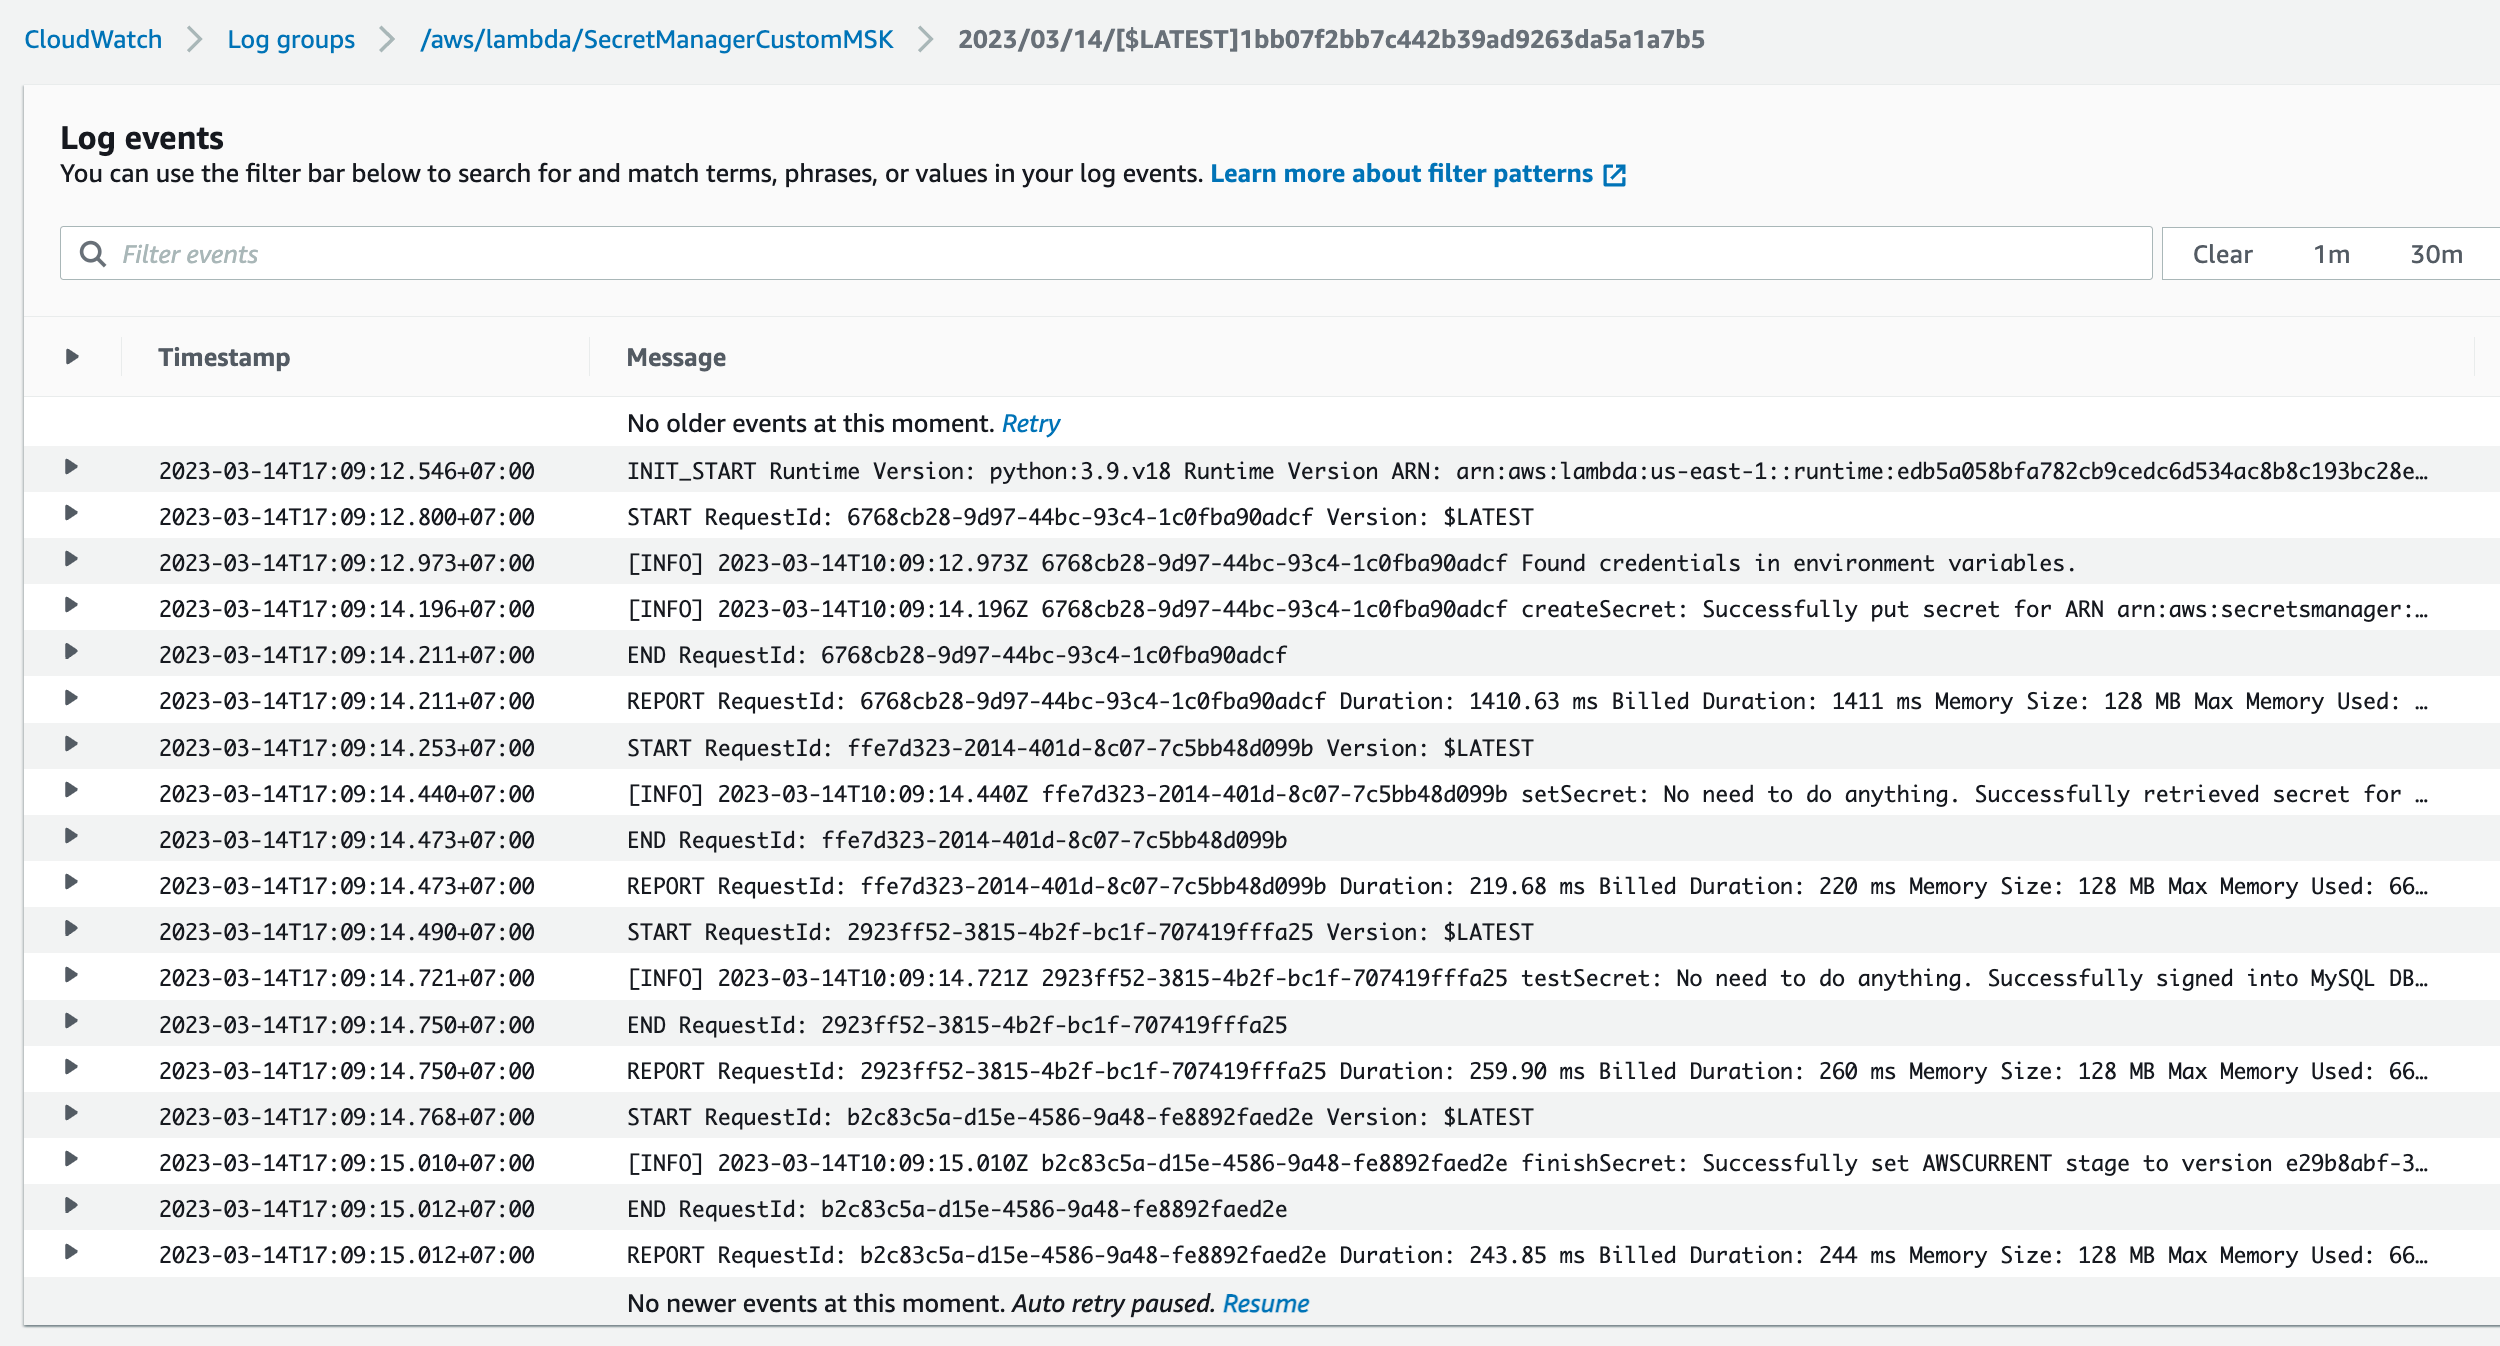 CloudWatch > Log groups > /aws/lambda/SecretManagerCustomMSK > 2023/03/14/[$LATEST]1bb07f2bb7c442b39ad9263da5a1a7b5
Log events
You can use the filter bar below to search for and match terms, phrases, or values in your log events. Learn more about filter patterns
Filter events Clear 1m 30m
Timestamp Message
No older events at this moment. Retry
2023-03-14T17:09:12.546+07:00 INIT_START Runtime Version: python:3.9.v18 Runtime Version ARN: arn:aws:lambda:us-east-1::runtime:edb5a058bfa782cb9cedc6d534ac8b8c193bc28e…
2023-03-14T17:09:12.800+07:00 START RequestId: 6768cb28-9d97-44bc-93c4-1c0fba90adcf Version: $LATEST
2023-03-14T17:09:12.973+07:00 [INFO] 2023-03-14T10:09:12.973Z 6768cb28-9d97-44bc-93c4-1c0fba90adcf Found credentials in environment variables.
2023-03-14T17:09:14.196+07:00 [INFO] 2023-03-14T10:09:14.196Z 6768cb28-9d97-44bc-93c4-1c0fba90adcf createSecret: Successfully put secret for ARN arn:aws:secretsmanager:…
2023-03-14T17:09:14.211+07:00 END RequestId: 6768cb28-9d97-44bc-93c4-1c0fba90adcf
2023-03-14T17:09:14.211+07:00 REPORT RequestId: 6768cb28-9d97-44bc-93c4-1c0fba90adcf Duration: 1410.63 ms Billed Duration: 1411 ms Memory Size: 128 MB Max Memory Used: …
2023-03-14T17:09:14.253+07:00 START RequestId: ffe7d323-2014-401d-8c07-7c5bb48d099b Version: $LATEST
2023-03-14T17:09:14.440+07:00 [INFO] 2023-03-14T10:09:14.440Z ffe7d323-2014-401d-8c07-7c5bb48d099b setSecret: No need to do anything. Successfully retrieved secret for …
2023-03-14T17:09:14.473+07:00 END RequestId: ffe7d323-2014-401d-8c07-7c5bb48d099b
2023-03-14T17:09:14.473+07:00 REPORT RequestId: ffe7d323-2014-401d-8c07-7c5bb48d099b Duration: 219.68 ms Billed Duration: 220 ms Memory Size: 128 MB Max Memory Used: 66…
2023-03-14T17:09:14.490+07:00 START RequestId: 2923ff52-3815-4b2f-bc1f-707419fffa25 Version: $LATEST
2023-03-14T17:09:14.721+07:00 [INFO] 2023-03-14T10:09:14.721Z 2923ff52-3815-4b2f-bc1f-707419fffa25 testSecret: No need to do anything. Successfully signed into MySQL DB…
2023-03-14T17:09:14.750+07:00 END RequestId: 2923ff52-3815-4b2f-bc1f-707419fffa25
2023-03-14T17:09:14.750+07:00 REPORT RequestId: 2923ff52-3815-4b2f-bc1f-707419fffa25 Duration: 259.90 ms Billed Duration: 260 ms Memory Size: 128 MB Max Memory Used: 66…
2023-03-14T17:09:14.768+07:00 START RequestId: b2c83c5a-d15e-4586-9a48-fe8892faed2e Version: $LATEST
2023-03-14T17:09:15.010+07:00 [INFO] 2023-03-14T10:09:15.010Z b2c83c5a-d15e-4586-9a48-fe8892faed2e finishSecret: Successfully set AWSCURRENT stage to version e29b8abf-3…
2023-03-14T17:09:15.012+07:00 END RequestId: b2c83c5a-d15e-4586-9a48-fe8892faed2e
2023-03-14T17:09:15.012+07:00 REPORT RequestId: b2c83c5a-d15e-4586-9a48-fe8892faed2e Duration: 243.85 ms Billed Duration: 244 ms Memory Size: 128 MB Max Memory Used: 66…
No newer events at this moment. Auto retry paused. Resume